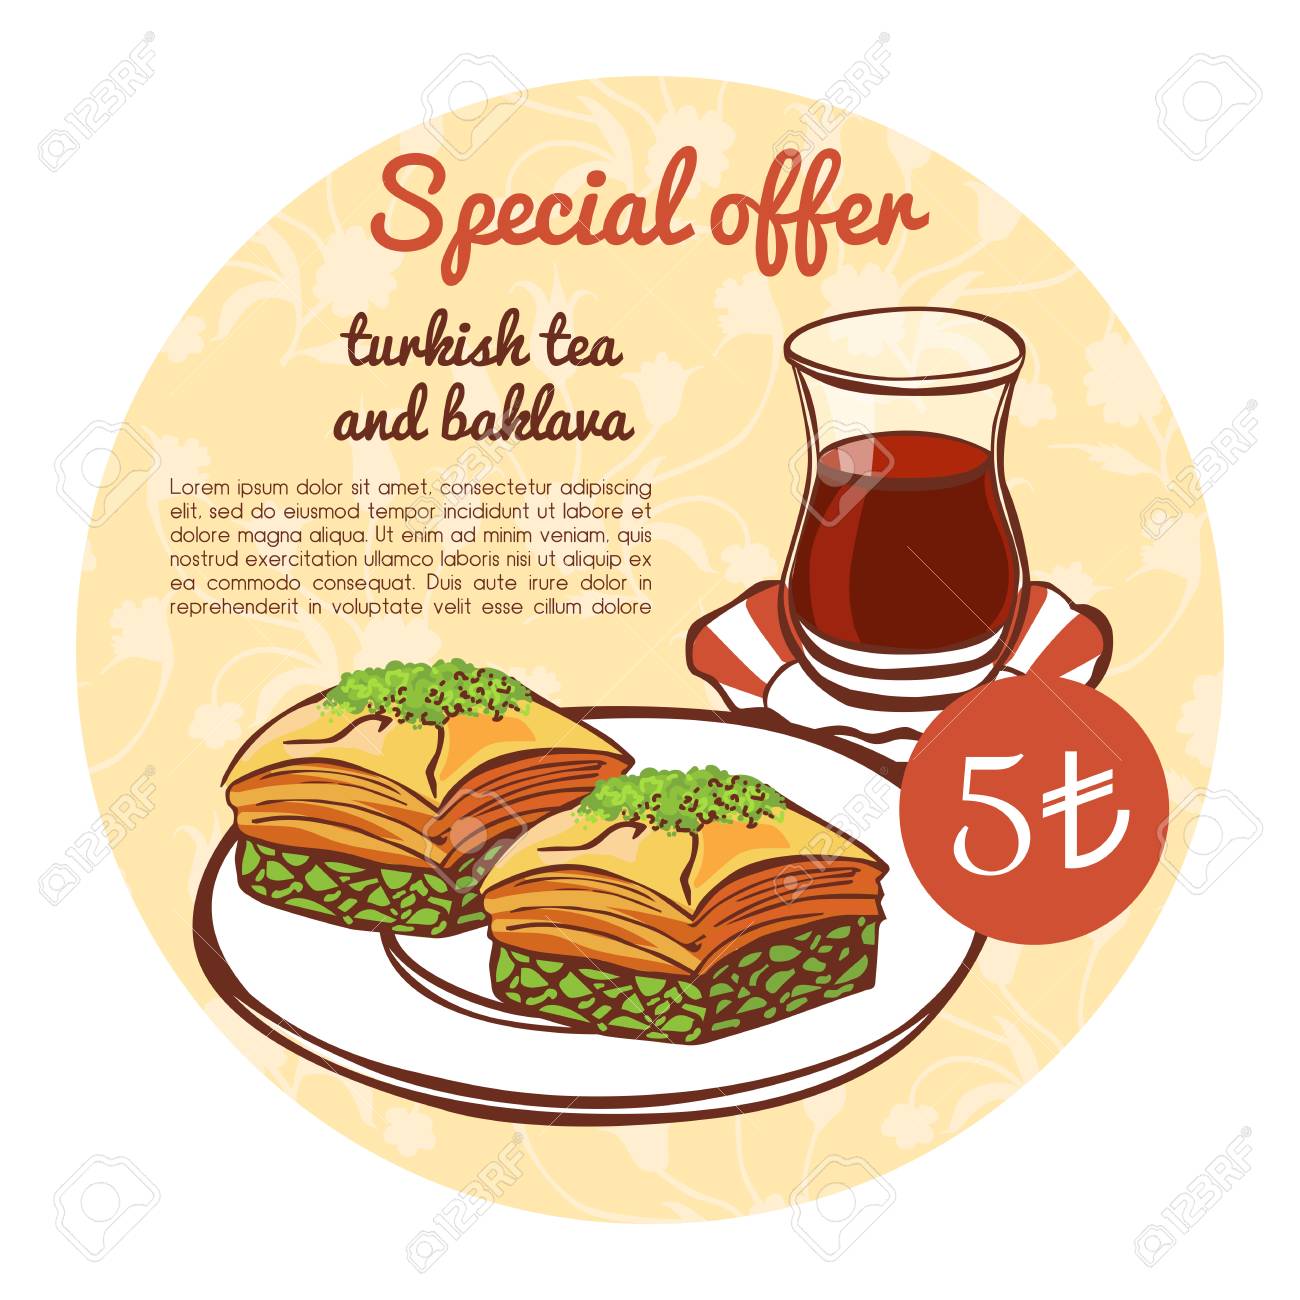 Special offer
turkish tea
and baklava
Lorem ipsum dolor sit amet, consectetur adipiscing
elit, sed do eiusmod tempor incididunt ut labore et
dolore magna aliqua. Ut enim ad minim veniam, quis
nostrud exercitation ullamco laboris nisi ut aliquip ex
ea commodo consequat. Duis aute irure dolor in
reprehenderit in voluptate velit esse cillum dolore
5₺
123RF